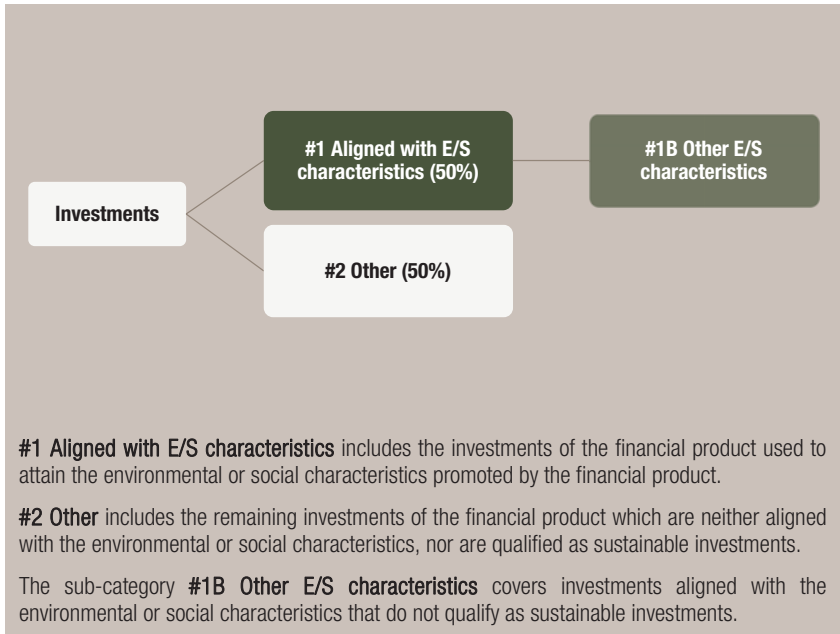 #1 Aligned with E/S
characteristics (50%)
#1B Other E/S
characteristics
Investments
#2 Other (50%)
#1 Aligned with E/S characteristics includes the investments of the financial product used to
attain the environmental or social characteristics promoted by the financial product.
#2 Other includes the remaining investments of the financial product which are neither aligned
with the environmental or social characteristics, nor are qualified as sustainable investments.
The sub-category #1B Other E/S characteristics covers investments aligned with the
environmental or social characteristics that do not qualify as sustainable investments.